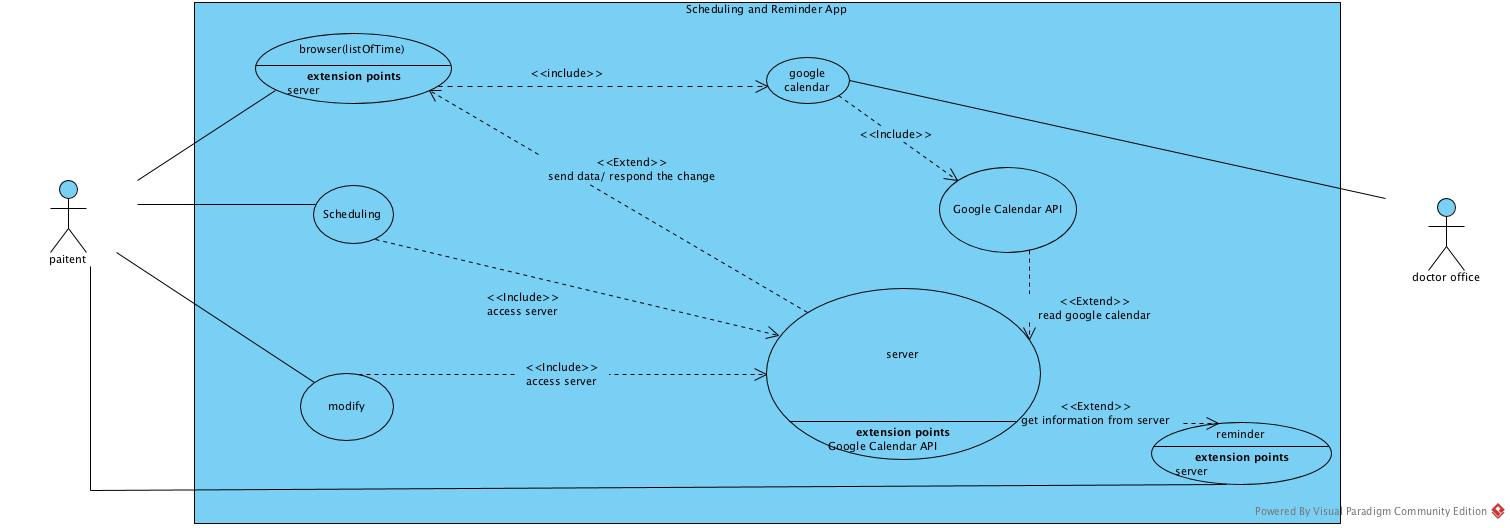 Scheduling and Reminder App
browser(listOfTime)
extension points
server
<<include>>
google
calendar
<<Include>>
<<Extend>>
send data/ respond the change
Scheduling
Google Calendar API
paitent
doctor office
<<Include>>
access server
<<Extend>>
read google calendar
server
<<Include>>
access server
modify
extension points
Google Calendar API
<<Extend>>
get information from server
reminder
extension points
server
Powered By Visual Paradigm Community Edition